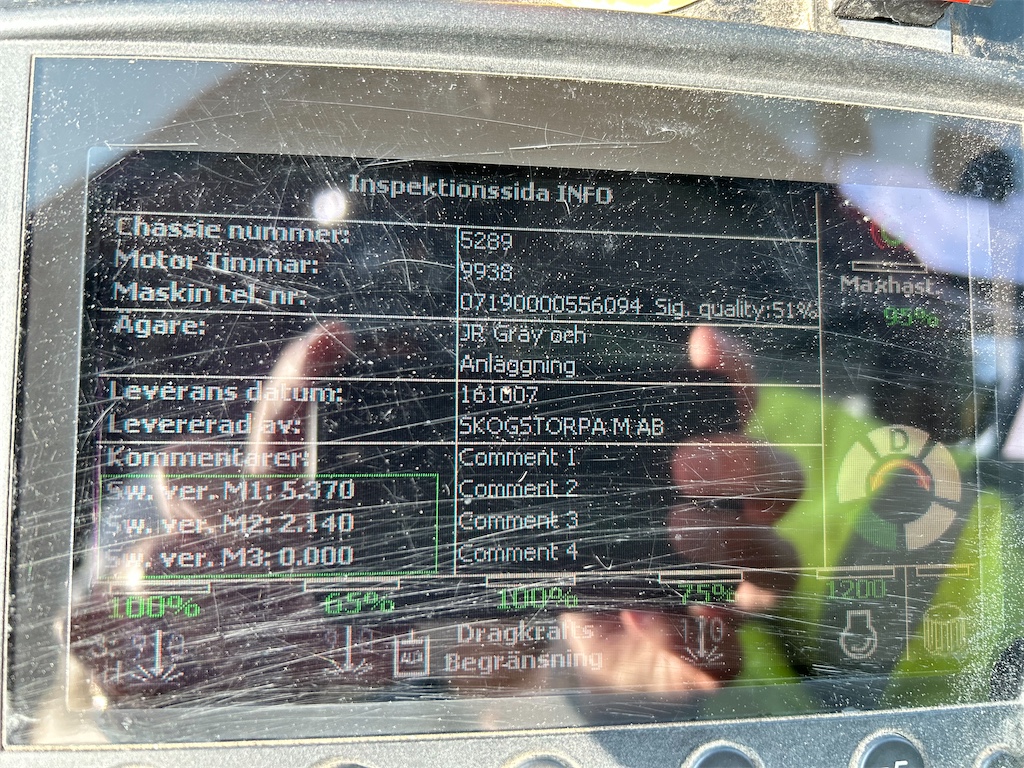 Inspektionssida INFO
Chassie nummer: 5289
Motor Timmar: 9938
Maskin tel. nr: 07190000556094 Sig. quality:51%
Ägare: JR Gräv och
Anläggning
Leverans datum: 161007
Levererad av: SKOGSTORPA M AB
Kommentarer: Comment 1
Sw. ver. M1: 5.370 Comment 2
Sw. ver. M2: 2.140 Comment 3
Sw. ver. M3: 0.000 Comment 4
Maxhast.
95%
D
100% 65% 100% 75% 1200
Dragkrafts
Begränsning